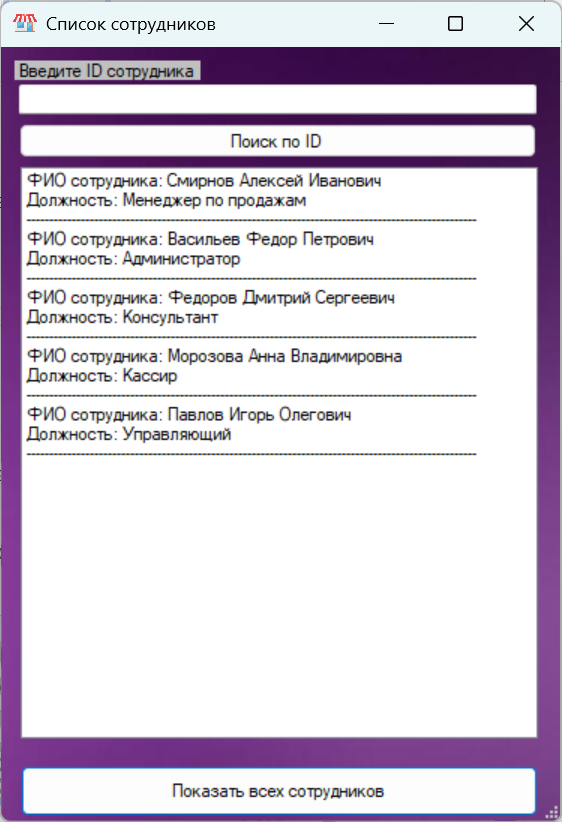 Список сотрудников
Введите ID сотрудника
Поиск по ID
ФИО сотрудника: Смирнов Алексей Иванович
Должность: Менеджер по продажам
ФИО сотрудника: Васильев Федор Петрович
Должность: Администратор
ФИО сотрудника: Федоров Дмитрий Сергеевич
Должность: Консультант
ФИО сотрудника: Морозова Анна Владимировна
Должность: Кассир
ФИО сотрудника: Павлов Игорь Олегович
Должность: Управляющий
Показать всех сотрудников